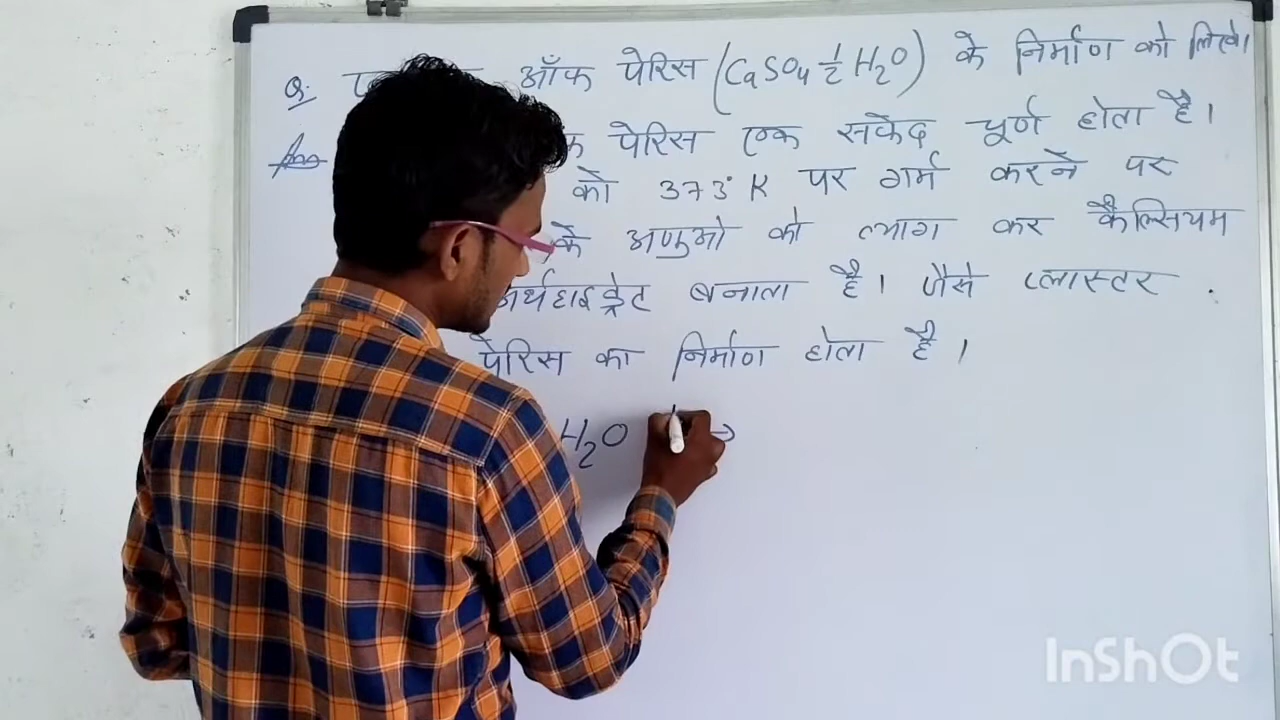 Q. ऑफ पेरिस (CaSO4 ½ H2O) के निर्माण को लिखे।
Ans पेरिस एक सफेद चूर्ण होता है।
को 373°K पर गर्म करने पर
के अणुओ को त्याग कर कैल्सियम
अर्धहाइड्रेट बनाता है। जैसे प्लास्टर
पेरिस का निर्माण होता है।
H2O →
InShOt